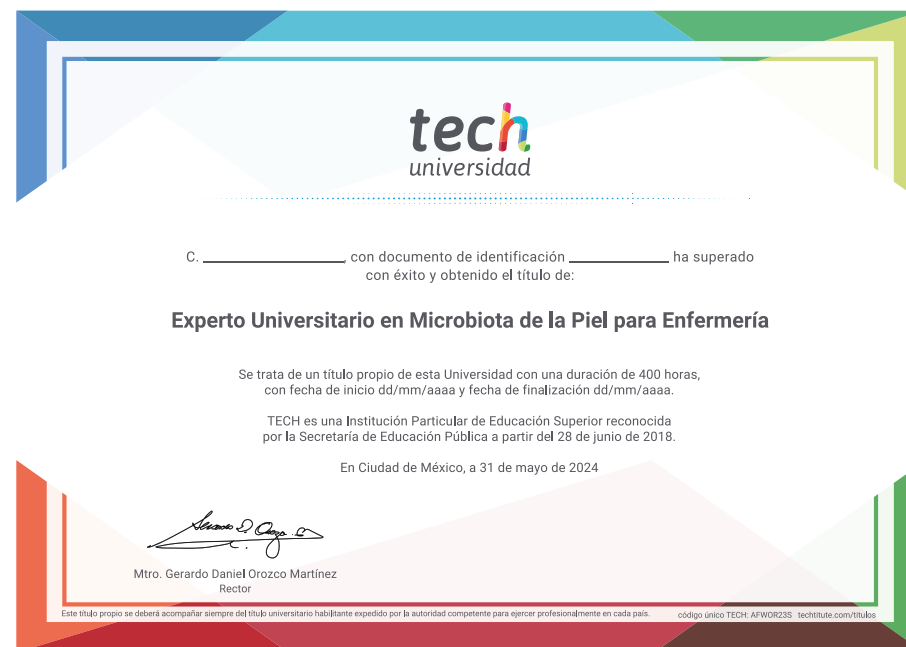 tech
universidad
C. ____________, con documento de identificación ____________ ha superado
con éxito y obtenido el título de:
Experto Universitario en Microbiota de la Piel para Enfermería
Se trata de un título propio de esta Universidad con una duración de 400 horas,
con fecha de inicio dd/mm/aaaa y fecha de finalización dd/mm/aaaa.
TECH es una Institución Particular de Educación Superior reconocida
por la Secretaría de Educación Pública a partir del 28 de junio de 2018.
En Ciudad de México, a 31 de mayo de 2024
Mtro. Gerardo Daniel Orozco Martínez
Rector
Este título propio se deberá acompañar siempre del título universitario habilitante expedido por la autoridad competente para ejercer profesionalmente en cada país.
código único TECH: AFWOR23S techtitute.com/titulos